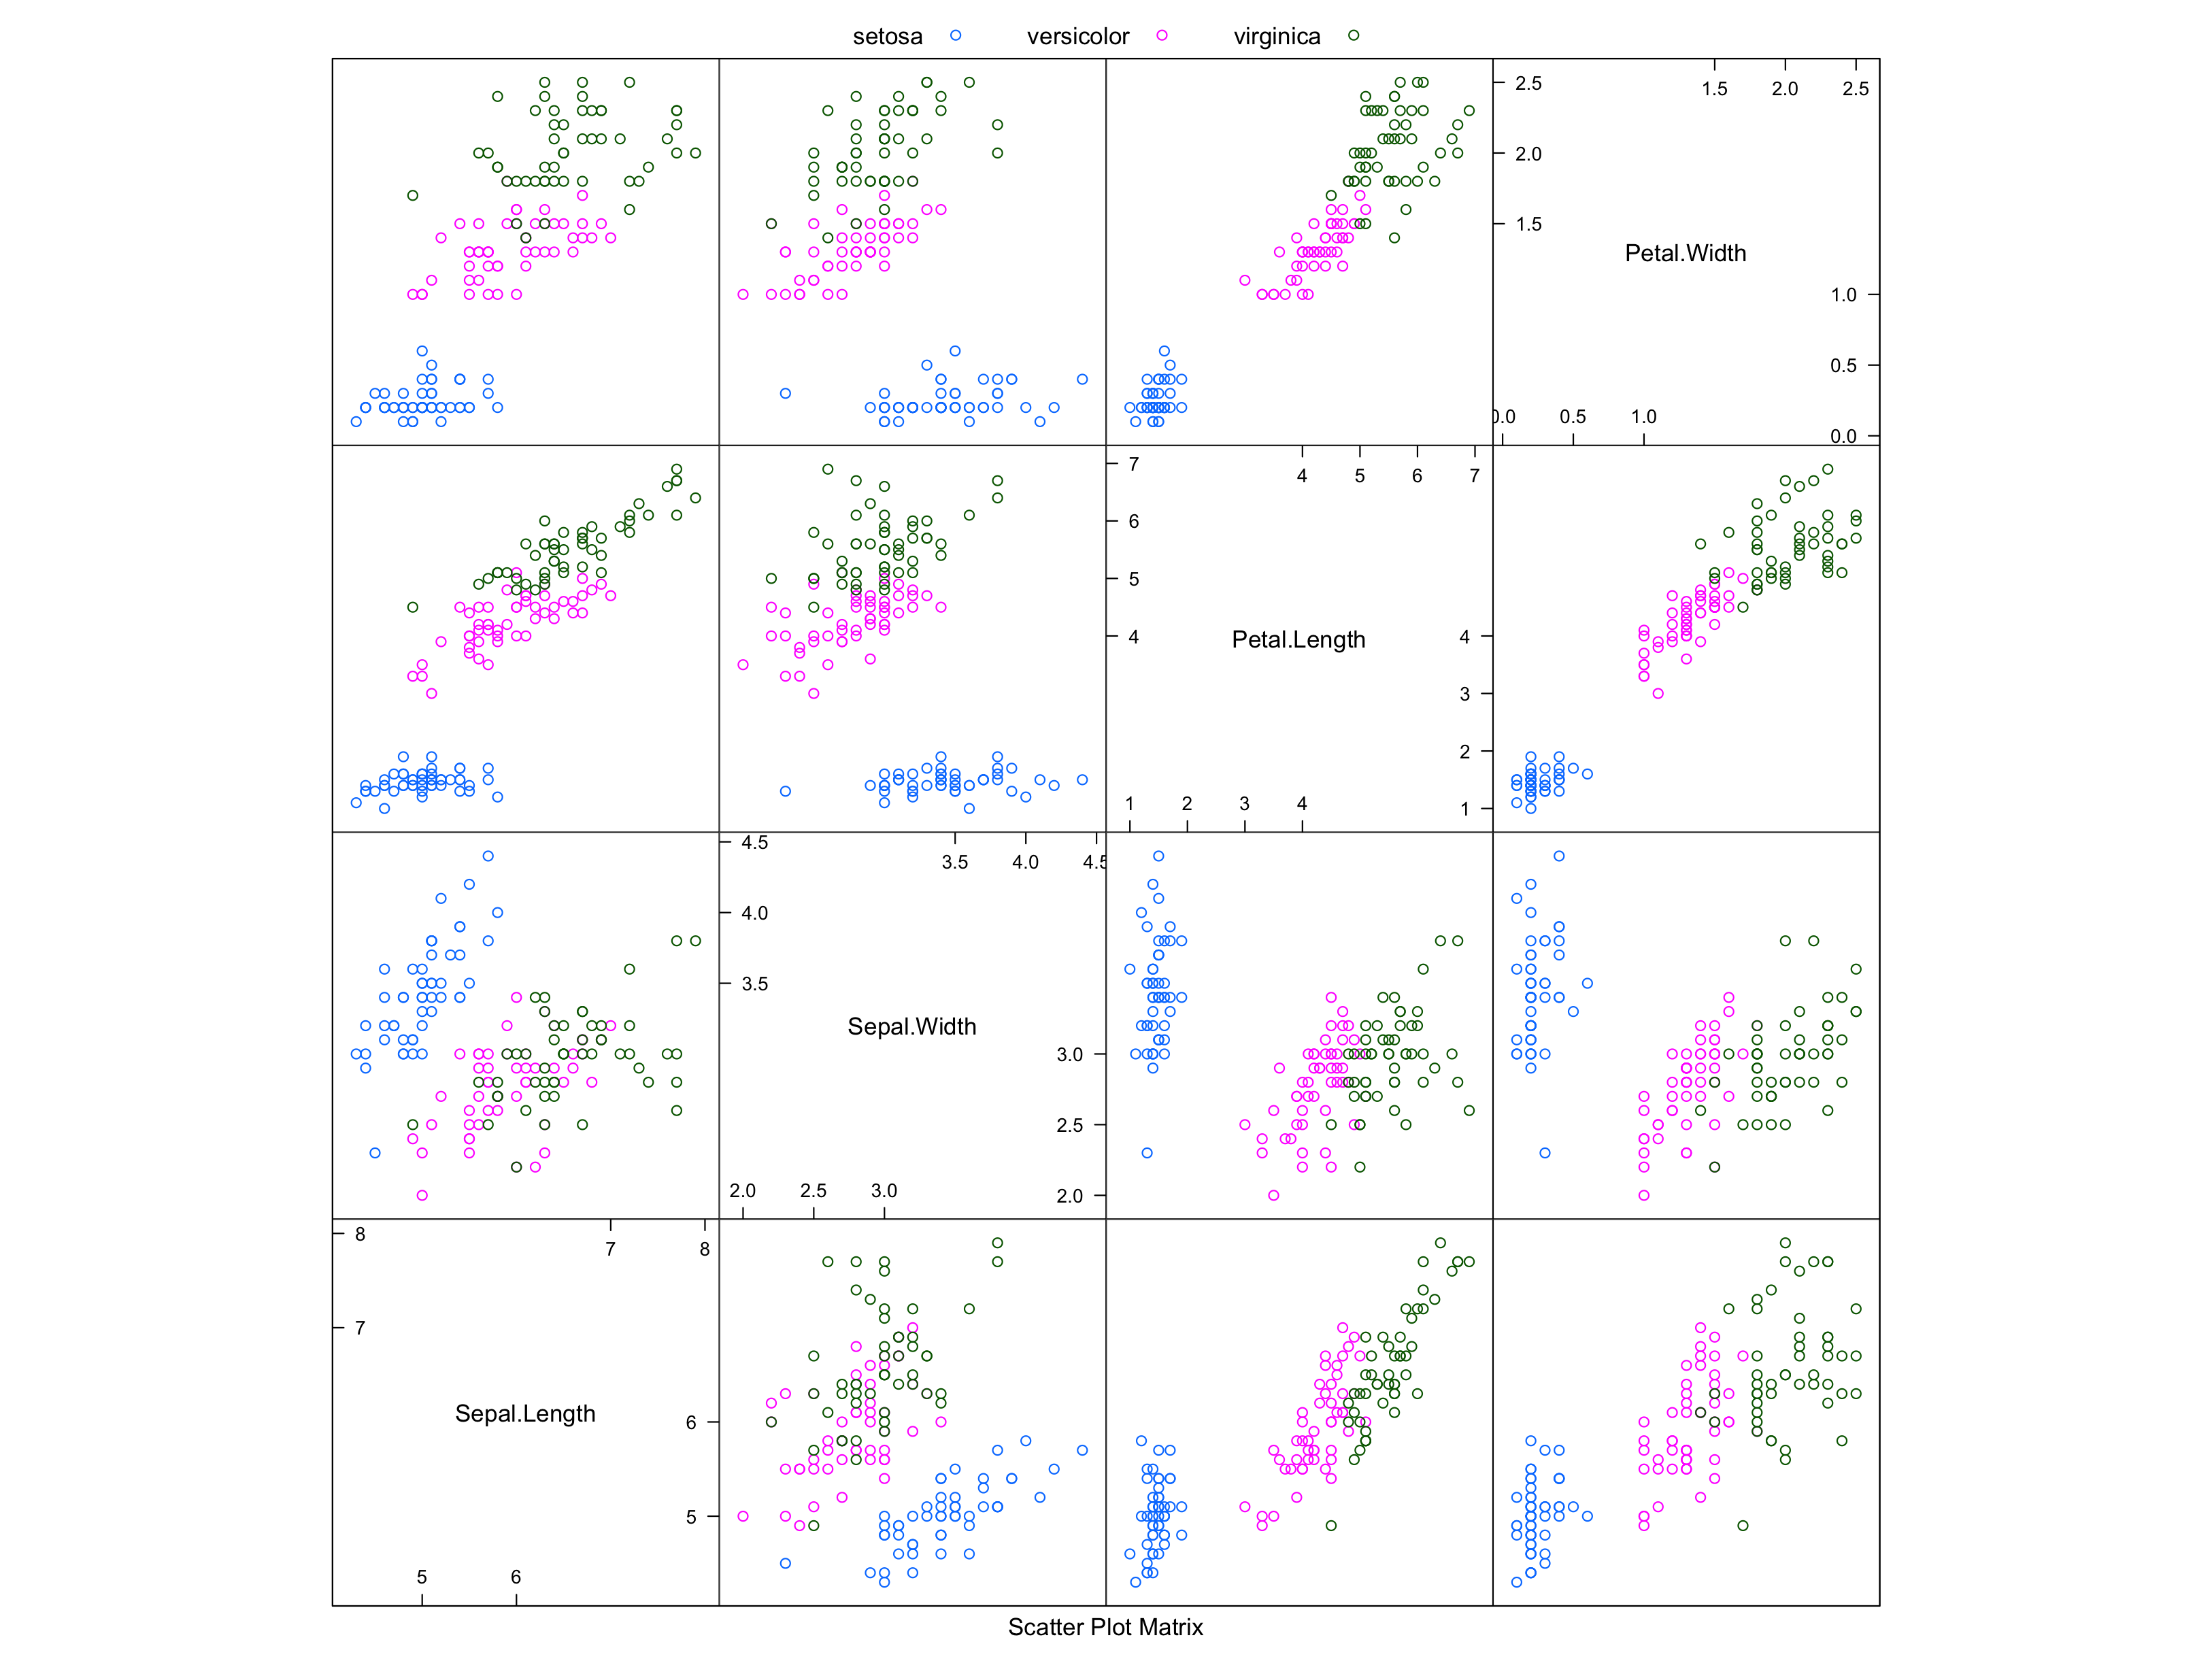 setosa versicolor virginica
2.5 1.5 2.0 2.5
2.0
1.5
Petal.Width
1.0
0.5
0.0 0.5 1.0
0.0
7 4 5 6 7
6
5
4 Petal.Length 4
3
2
1 2 3 4 1
4.5 3.5 4.0 4.5
4.0
3.5
Sepal.Width
3.0
2.5
2.0 2.5 3.0 2.0
8 7 8
7
Sepal.Length 6
5
5 6
Scatter Plot Matrix